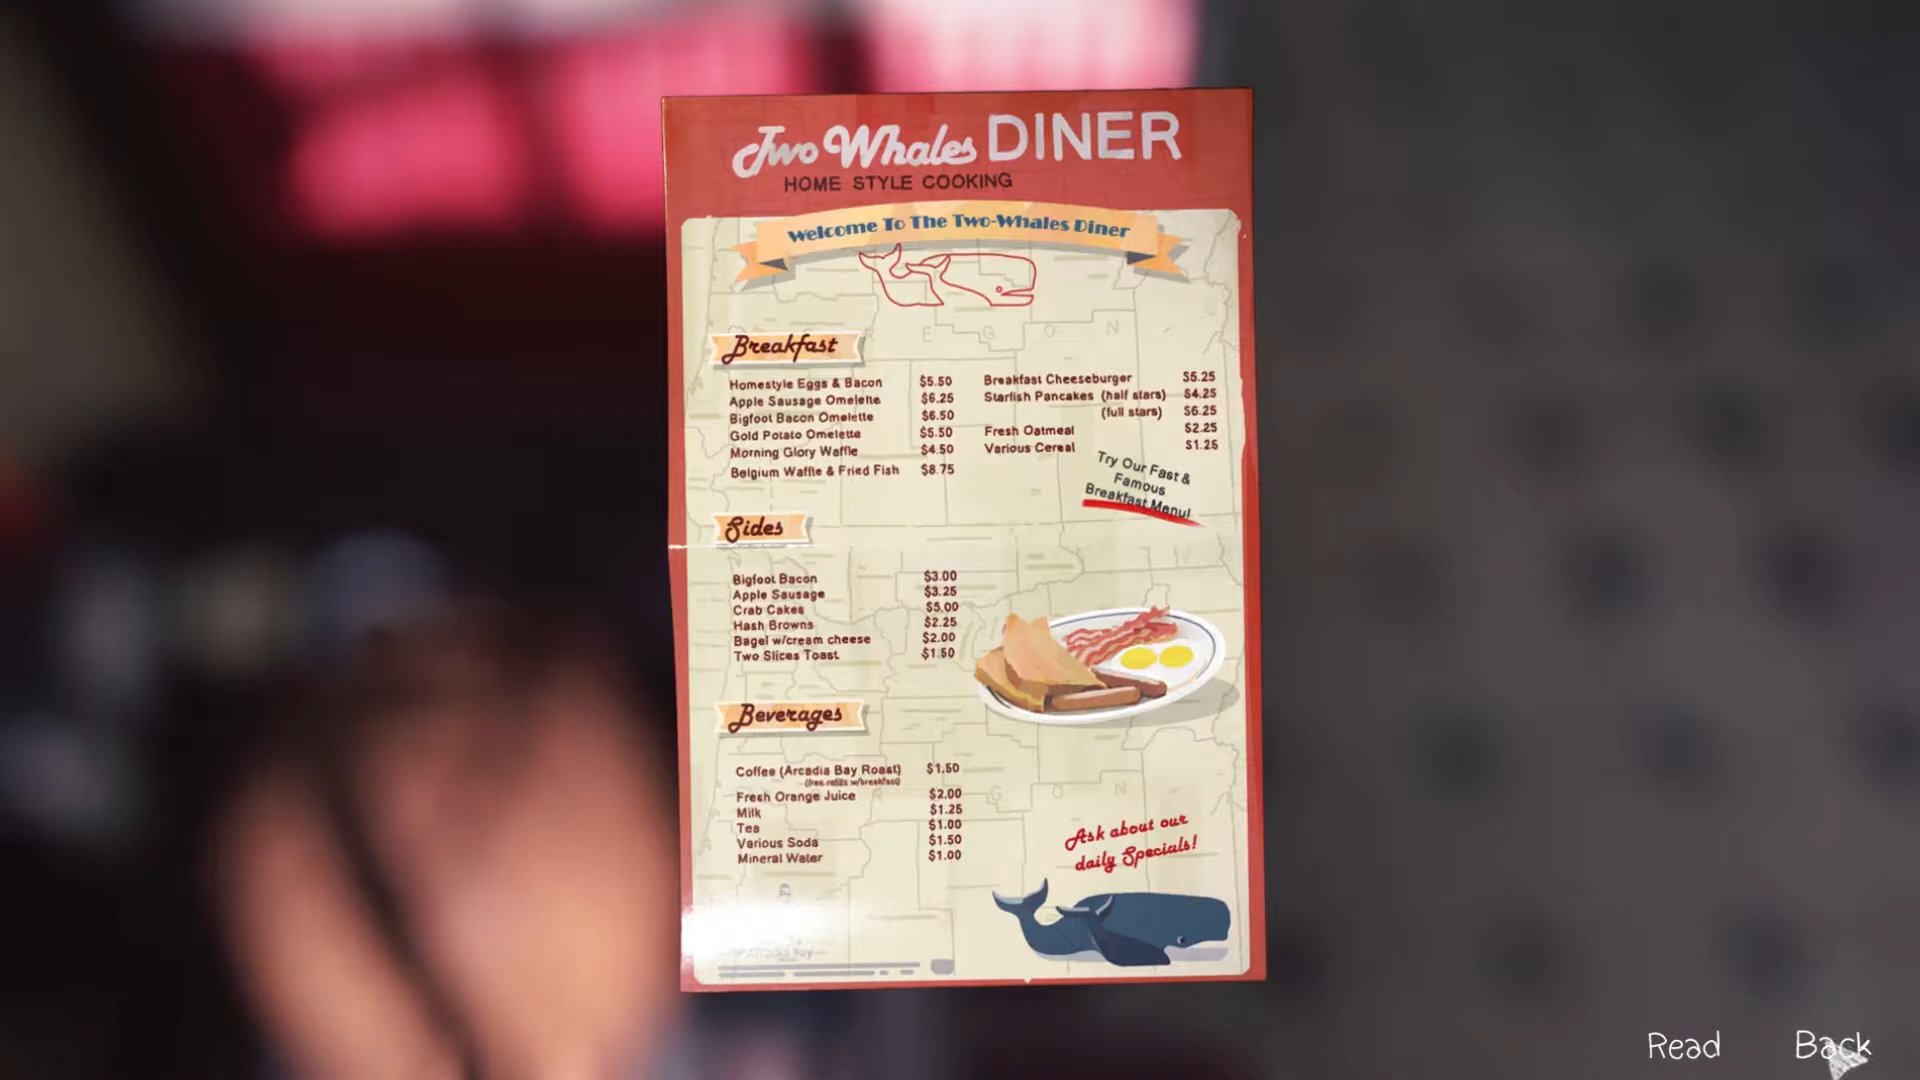 Two Whales DINER
HOME STYLE COOKING
Welcome To The Two-Whales Diner
E G O N
Breakfast
Homestyle Eggs & Bacon $5.50
Apple Sausage Omelette $6.25
Bigfoot Bacon Omelette $6.50
Gold Potato Omelette $5.50
Morning Glory Waffle $4.50
Belgium Waffle & Fried Fish $8.75
Breakfast Cheeseburger $5.25
Starfish Pancakes (half stars) $4.25
(full stars) $6.25
Fresh Oatmeal $2.25
Various Cereal $1.25
Try Our Fast &
Famous
Breakfast Menu!
Sides
Bigfoot Bacon $3.00
Apple Sausage $3.25
Crab Cakes $5.00
Hash Browns $2.25
Bagel w/cream cheese $2.00
Two Slices Toast $1.50
Beverages
Coffee (Arcadia Bay Roast) $1.50
(free refills w/breakfast)
Fresh Orange Juice $2.00
Milk $1.25
Tea $1.00
Various Soda $1.50
Mineral Water $1.00
G O N
Ask about our
daily Specials!
Arcadia Bay
Read Back